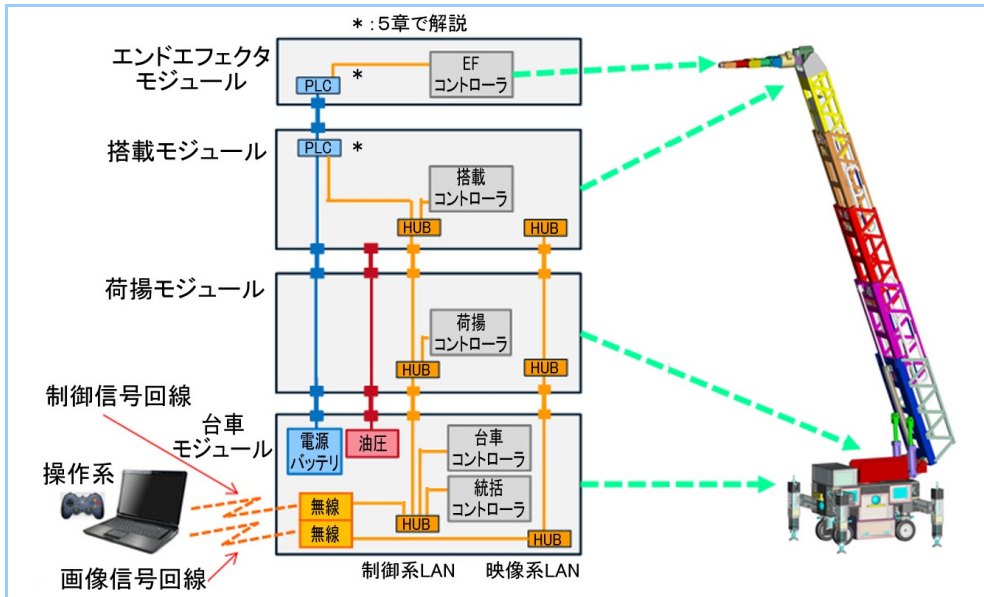 *:5章で解説
エンドエフェクタ
モジュール
PLC
*
EF
コントローラ
搭載モジュール
PLC
*
搭載
コントローラ
HUB
HUB
荷揚モジュール
荷揚
コントローラ
HUB
HUB
制御信号回線
台車
モジュール
電源
バッテリ
油圧
台車
コントローラ
操作系
無線
統括
コントローラ
HUB
無線
HUB
画像信号回線
制御系LAN
映像系LAN